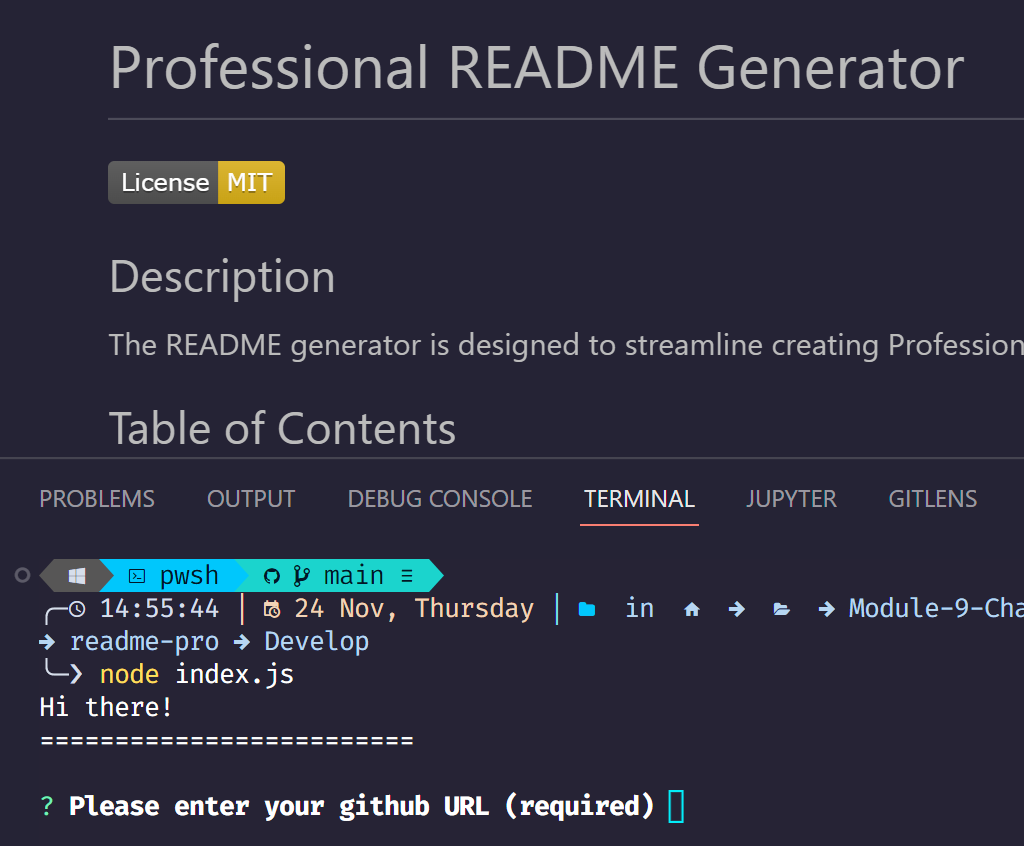 Professional README Generator
License MIT
Description
The README generator is designed to streamline creating Profession
Table of Contents
PROBLEMS OUTPUT DEBUG CONSOLE TERMINAL JUPYTER GITLENS
pwsh main ≡
14:55:44 | 24 Nov, Thursday | in → → Module-9-Cha
→ readme-pro → Develop
╰─❯ node index.js
Hi there!
=========================
? Please enter your github URL (required)